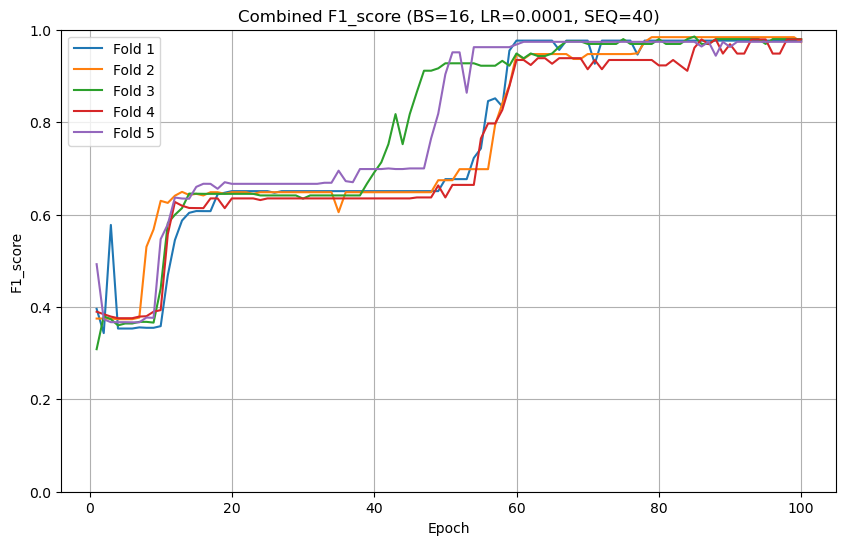 Combined F1_score (BS=16, LR=0.0001, SEQ=40)
Fold 1
Fold 2
Fold 3
Fold 4
Fold 5
F1_score
1.0
0.8
0.6
0.4
0.2
0.0
0 20 40 60 80 100
Epoch